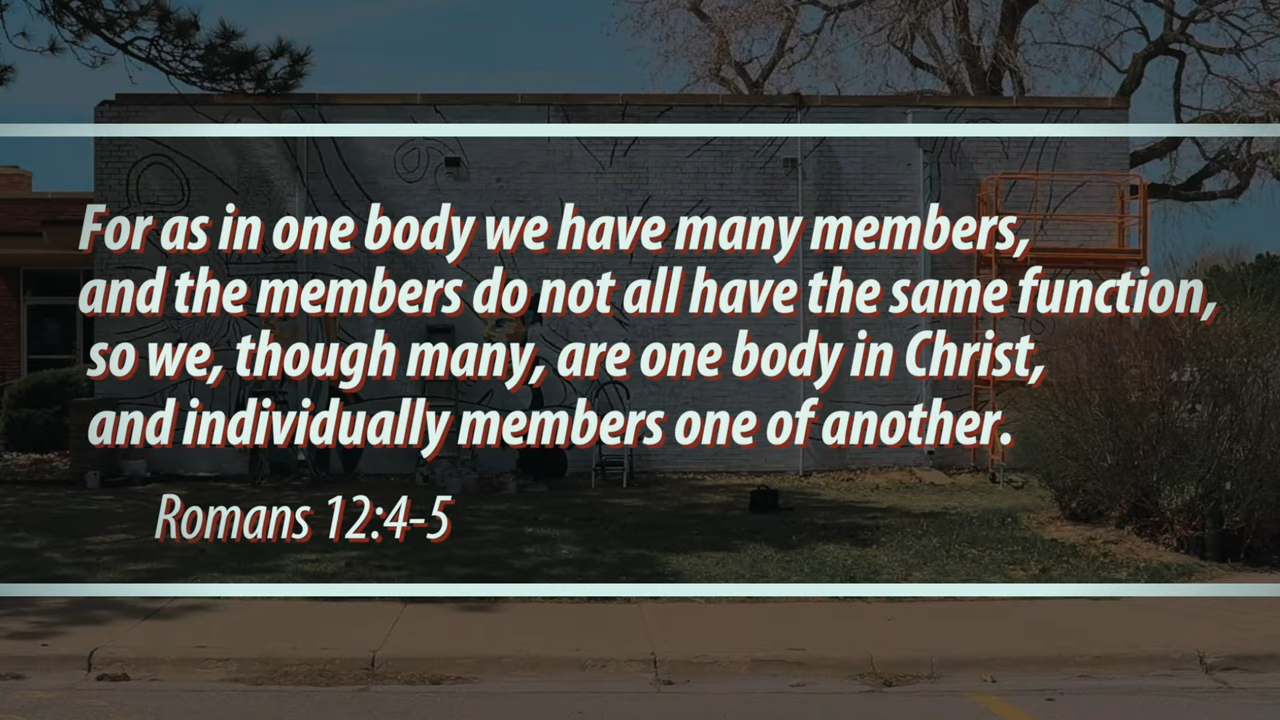 For as in one body we have many members,
and the members do not all have the same function,
so we, though many, are one body in Christ,
and individually members one of another.
Romans 12:4-5